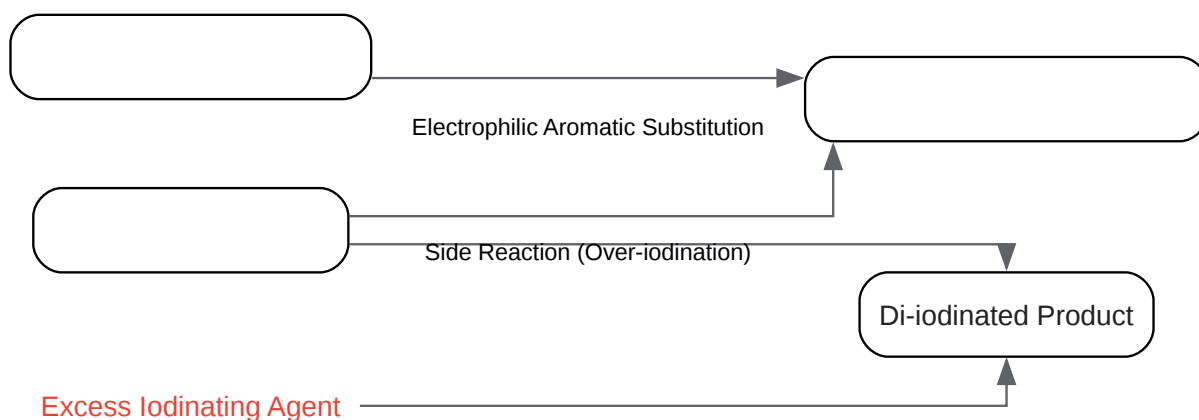 Electrophilic Aromatic Substitution
Side Reaction (Over-iodination)
Di-iodinated Product
Excess Iodinating Agent